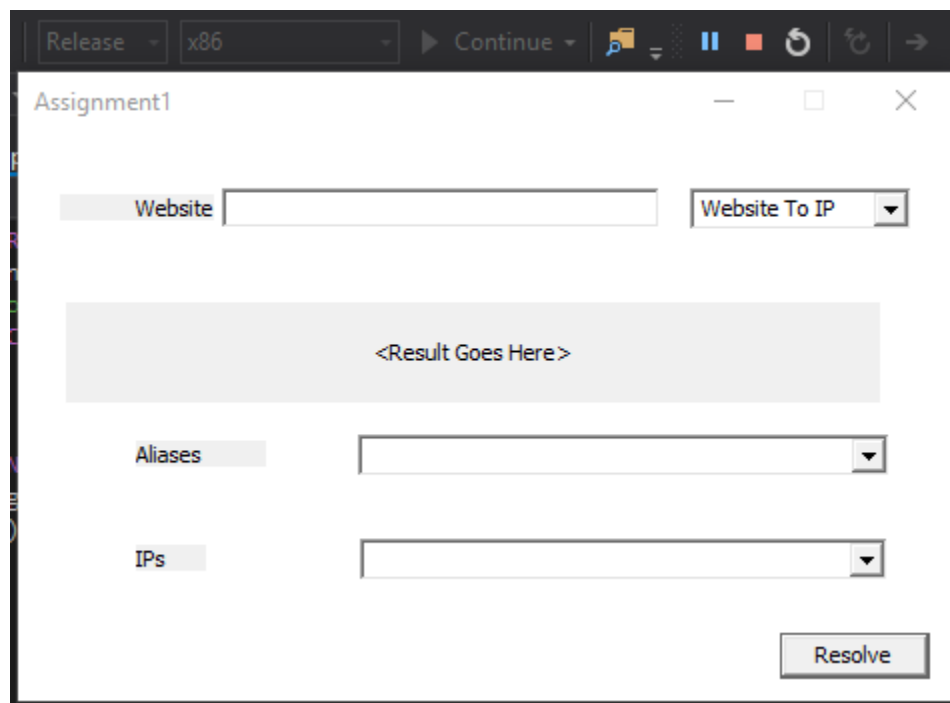 Release x86 Continue
Assignment1
Website Website To IP
<Result Goes Here>
Aliases
IPs
Resolve